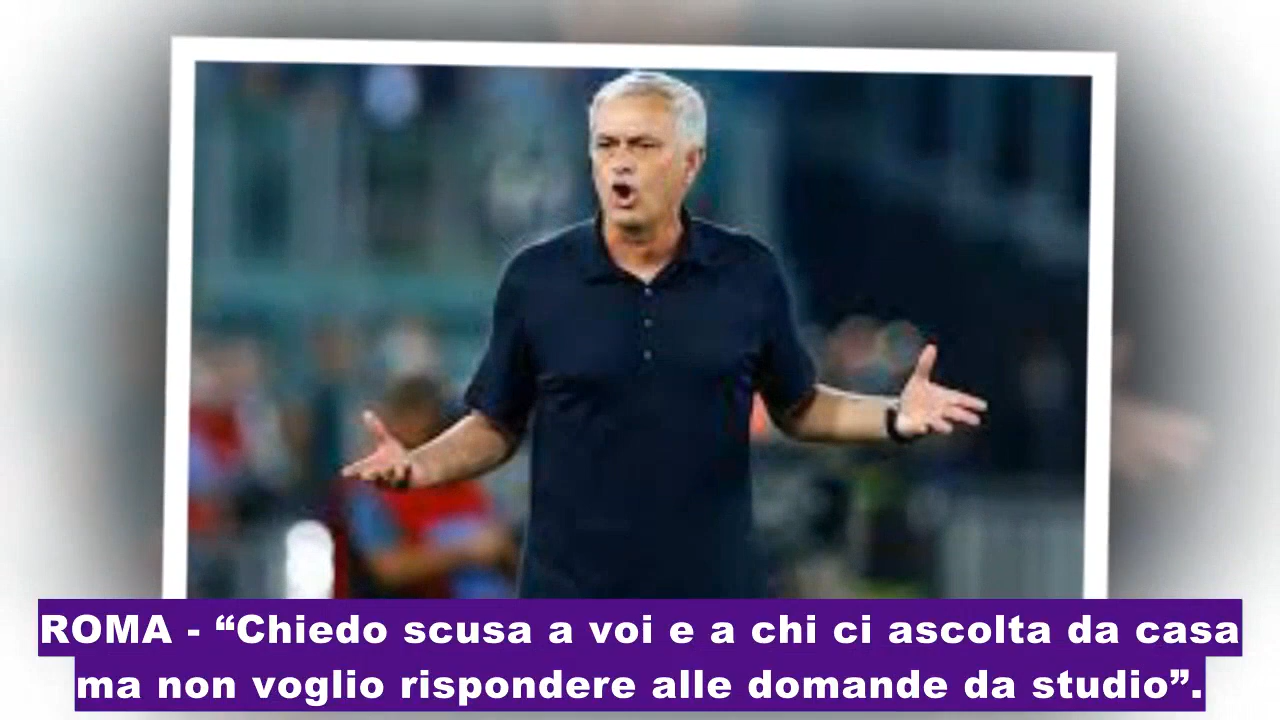 ROMA - “Chiedo scusa a voi e a chi ci ascolta da casa
ma non voglio rispondere alle domande da studio”.